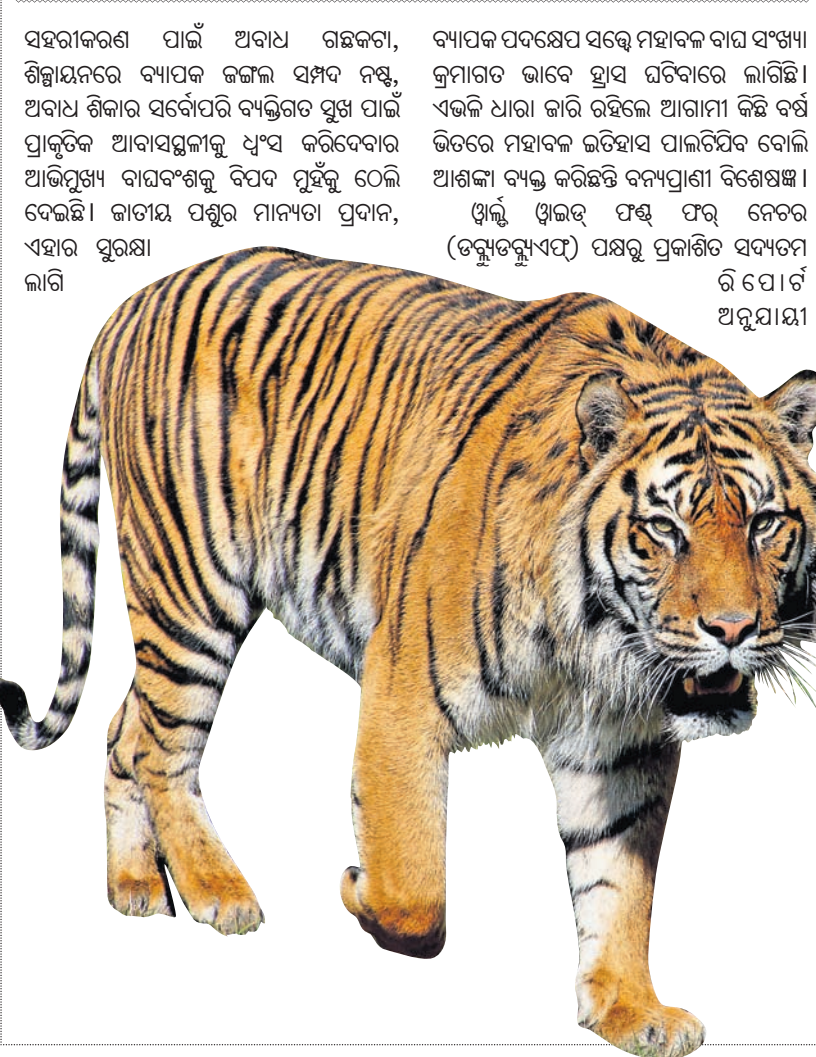 ସହରୀକରଣ ପାଇଁ ଅବାଧ ଗଛକଟା,
ଶିଳ୍ପାୟନରେ ବ୍ୟାପକ ଜଙ୍ଗଲ ସମ୍ପଦ ନଷ୍ଟ,
ଅବାଧ ଶିକାର ସର୍ବୋପରି ବ୍ୟକ୍ତିଗତ ସୁଖ ପାଇଁ
ପ୍ରାକୃତିକ ଆବାସସ୍ଥଳୀକୁ ଧ୍ୱଂସ କରିଦେବାର
ଆଭିମୁଖ୍ୟ ବାଘବଂଶକୁ ବିପଦ ମୁହଁକୁ ଠେଲି
ଦେଇଛି। ଜାତୀୟ ପଶୁର ମାନ୍ୟତା ପ୍ରଦାନ,
ଏହାର ସୁରକ୍ଷା
ଲାଗି
ବ୍ୟାପକ ପଦକ୍ଷେପ ସତ୍ତ୍ୱେ ମହାବଳ ବାଘ ସଂଖ୍ୟା
କ୍ରମାଗତ ଭାବେ ହ୍ରାସ ଘଟିବାରେ ଲାଗିଛି।
ଏଭଳି ଧାରା ଜାରି ରହିଲେ ଆଗାମୀ କିଛି ବର୍ଷ
ଭିତରେ ମହାବଳ ଇତିହାସ ପାଲଟିଯିବ ବୋଲି
ଆଶଙ୍କା ବ୍ୟକ୍ତ କରିଛନ୍ତି ବନ୍ୟପ୍ରାଣୀ ବିଶେଷଜ୍ଞ।
ୱାର୍ଲ୍ଡ ୱାଇଡ୍ ଫଣ୍ଡ ଫର୍ ନେଚର
(ଡବ୍ଲ୍ୟୁଡବ୍ଲ୍ୟୁଏଫ୍) ପକ୍ଷରୁ ପ୍ରକାଶିତ ସଦ୍ୟତମ
ରିପୋର୍ଟ
ଅନୁଯାୟୀ